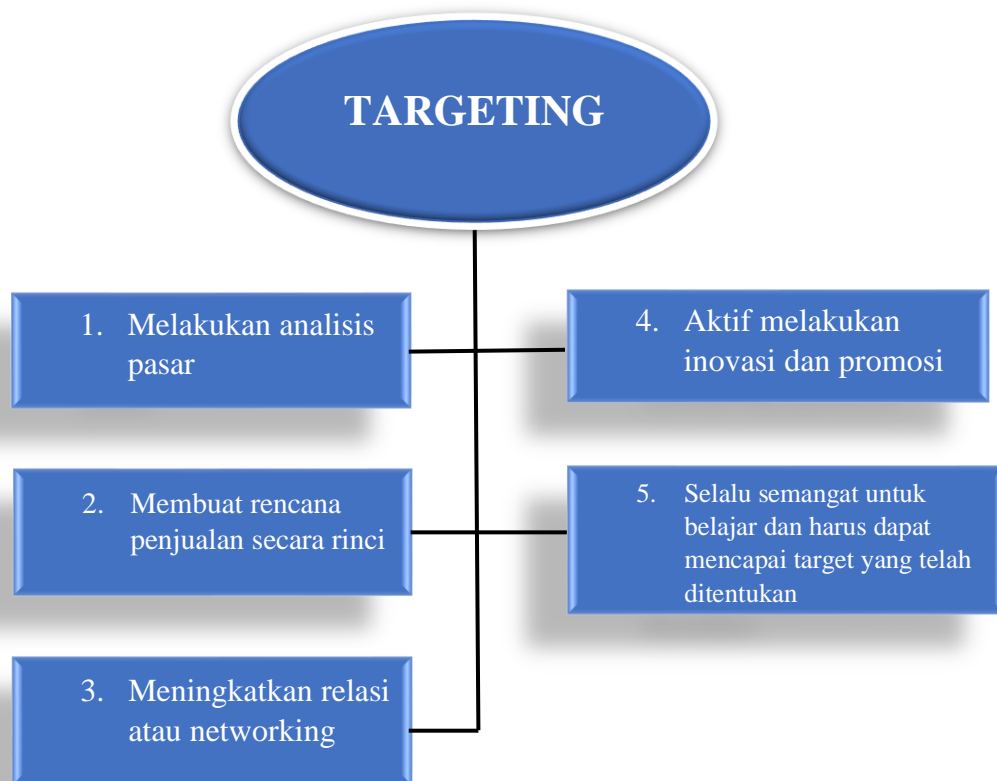 TARGETING
1. Melakukan analisis
pasar
2. Membuat rencana
penjualan secara rinci
3. Meningkatkan relasi
atau networking
4. Aktif melakukan
inovasi dan promosi
5. Selalu semangat untuk
belajar dan harus dapat
mencapai target yang telah
ditentukan